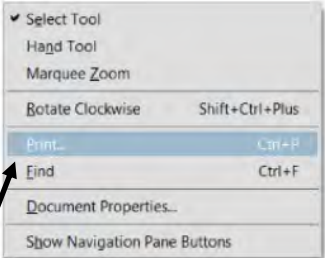 ✔ Select Tool
Hand Tool
Marquee Zoom
Rotate Clockwise Shift+Ctrl+Plus
Print... Ctrl+P
Find Ctrl+F
Document Properties...
Show Navigation Pane Buttons